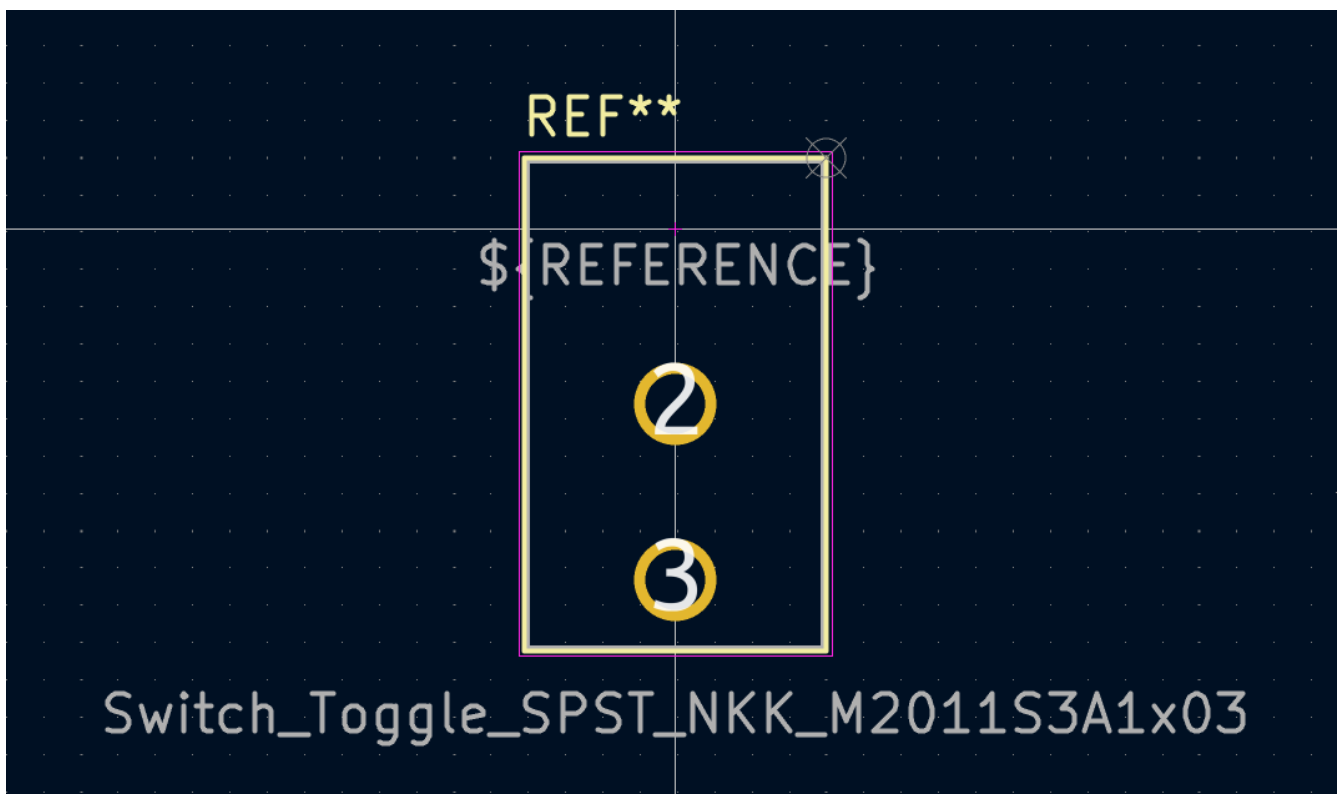 REF**
${REFERENCE}
2
3
Switch_Toggle_SPST_NKK_M2011S3A1x03